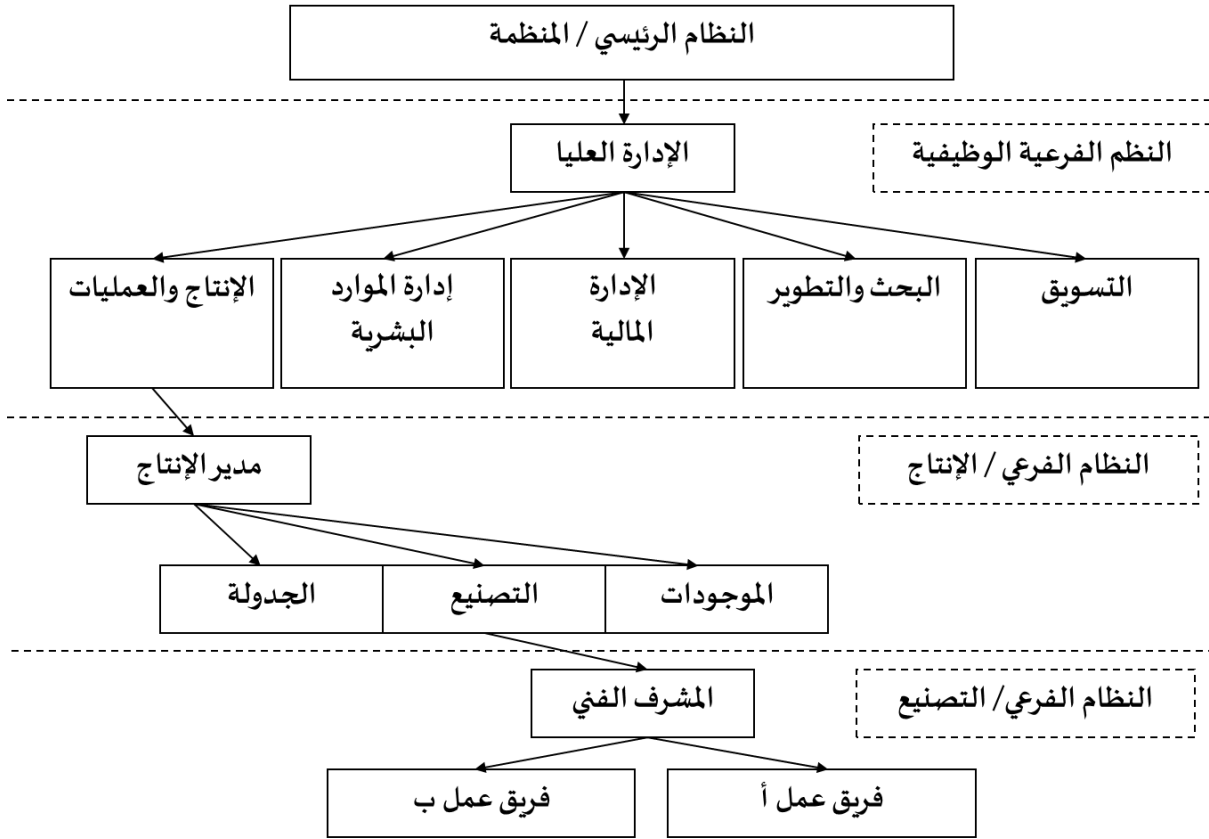 النظام الرئيسي / المنظمة
النظم الفرعية الوظيفية
الإدارة العليا
التسويق
البحث والتطوير
الإدارة
المالية
إدارة الموارد
البشرية
الإنتاج والعمليات
النظام الفرعي / الإنتاج
مدير الإنتاج
الموجودات
التصنيع
الجدولة
النظام الفرعي/ التصنيع
المشرف الفني
فريق عمل أ
فريق عمل ب